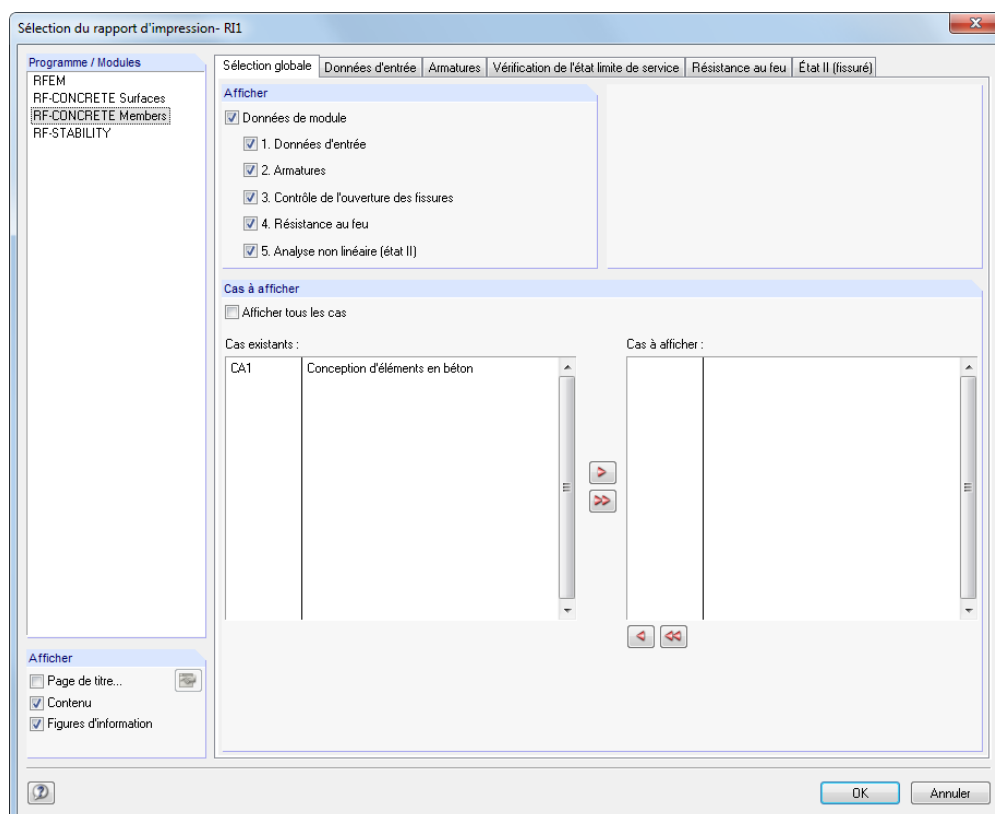 Sélection du rapport d'impression- RI1
Programme / Modules
RFEM
RF-CONCRETE Surfaces
RF-CONCRETE Members
RF-STABILITY
Sélection globale Données d'entrée Armatures Vérification de l'état limite de service Résistance au feu État II (fissuré)
Afficher
Données de module
1. Données d'entrée
2. Armatures
3. Contrôle de l'ouverture des fissures
4. Résistance au feu
5. Analyse non linéaire (état II)
Cas à afficher
Afficher tous les cas
Cas existants :
Cas à afficher :
CA1 Conception d'éléments en béton
Afficher
Page de titre...
Contenu
Figures d'information
OK Annuler